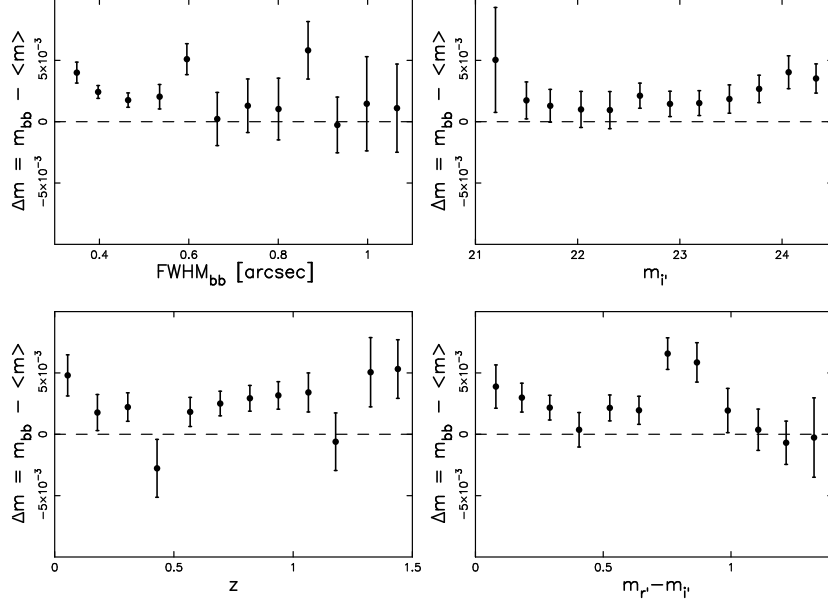 Δm = m_bb − <m>
5×10⁻³
0
−5×10⁻³
0.4 0.6 0.8 1
FWHM_bb [arcsec]
Δm = m_bb − <m>
5×10⁻³
0
−5×10⁻³
21 22 23 24
m_i'
Δm = m_bb − <m>
5×10⁻³
0
−5×10⁻³
0 0.5 1 1.5
z
Δm = m_bb − <m>
5×10⁻³
0
−5×10⁻³
0 0.5 1
m_r'−m_i'